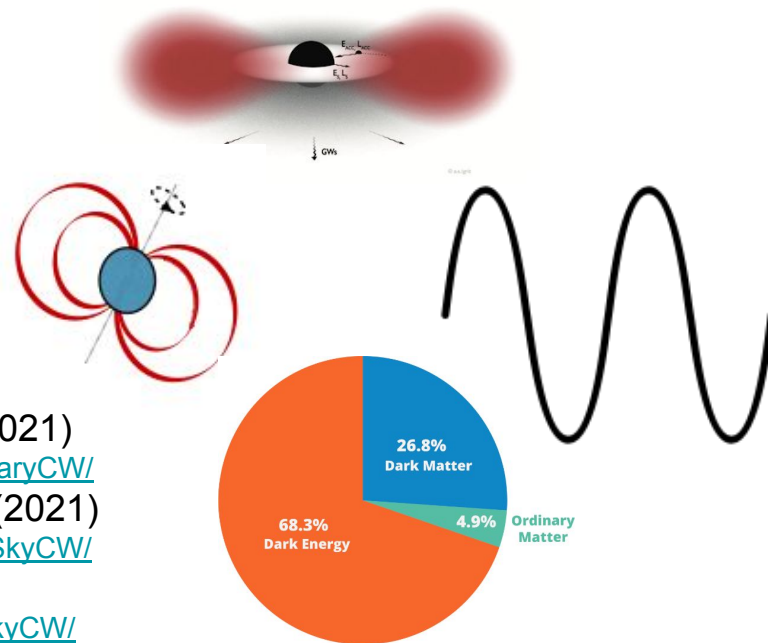 E_ACC, L_ACC
E_S, L_S
GWs
26.8%
Dark Matter
4.9%
Ordinary
Matter
68.3%
Dark Energy
021)
aryCW/
(2021)
SkyCW/
kyCW/